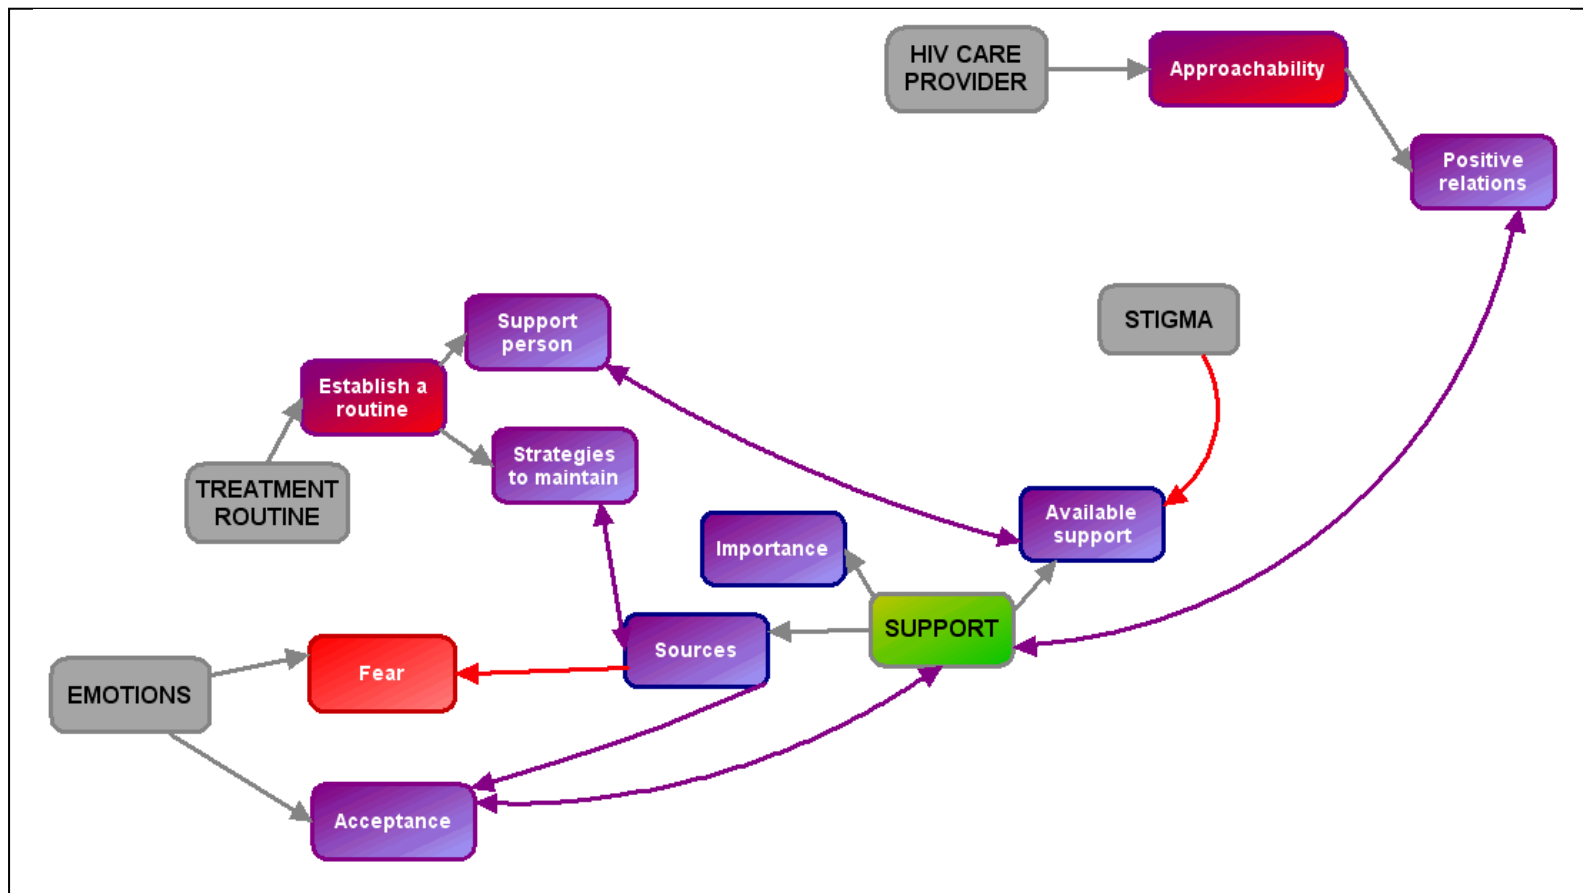 HIV CARE
PROVIDER
Approachability
Positive
relations
STIGMA
Support
person
Establish a
routine
Strategies
to maintain
TREATMENT
ROUTINE
Available
support
Importance
SUPPORT
Sources
Fear
EMOTIONS
Acceptance